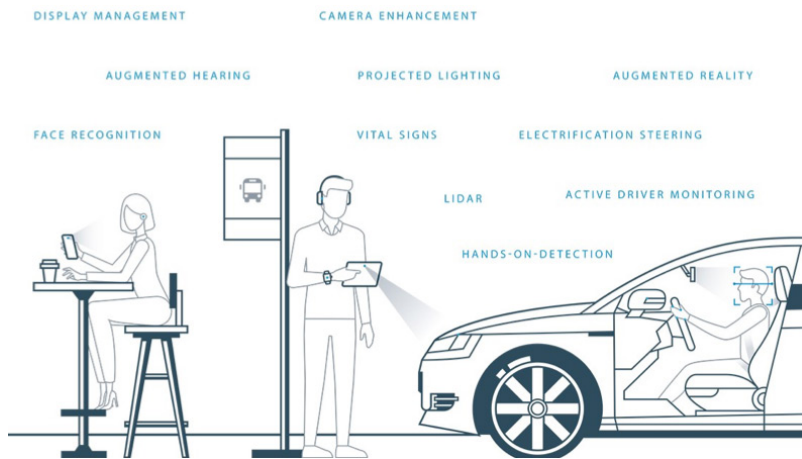 DISPLAY MANAGEMENT
CAMERA ENHANCEMENT
AUGMENTED HEARING
PROJECTED LIGHTING
AUGMENTED REALITY
FACE RECOGNITION
VITAL SIGNS
ELECTRIFICATION STEERING
LIDAR
ACTIVE DRIVER MONITORING
HANDS-ON-DETECTION